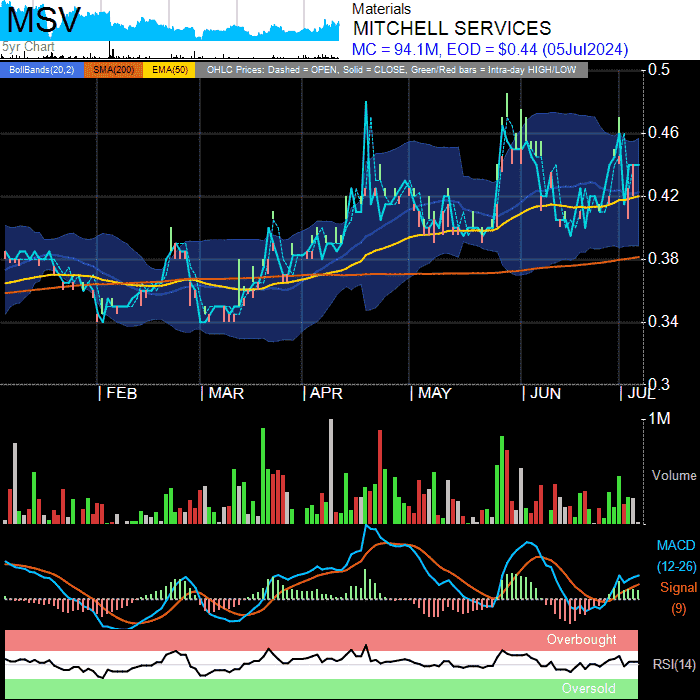 MSV
5yr Chart
Materials
MITCHELL SERVICES
MC = 94.1M, EOD = $0.44 (05Jul2024)
BollBands(20,2) SMA(200) EMA(50) OHLC Prices: Dashed = OPEN, Solid = CLOSE, Green/Red bars = Intra-day HIGH/LOW
0.5
0.46
0.42
0.38
0.34
0.3
FEB MAR APR MAY JUN JUL
1M
Volume
MACD
(12-26)
Signal
(9)
Overbought
RSI(14)
Oversold